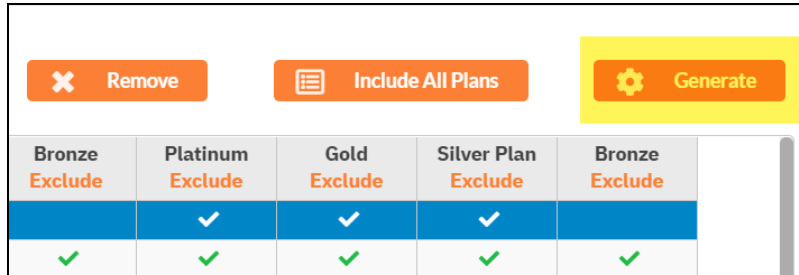 Remove Include All Plans Generate
Bronze Platinum Gold Silver Plan Bronze
Exclude Exclude Exclude Exclude Exclude